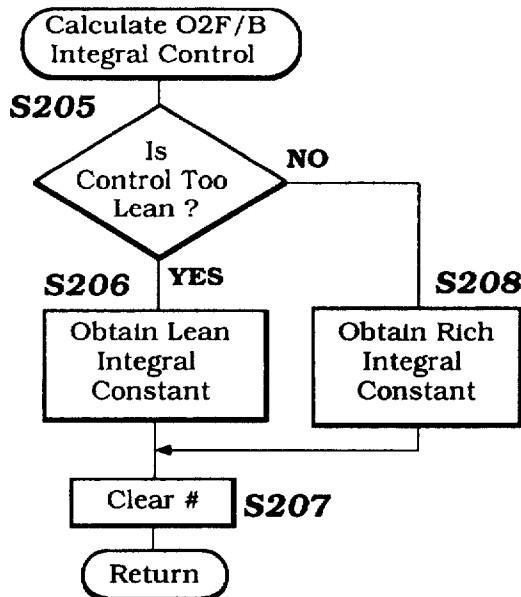 Calculate O2F/B
Integral Control
S205
Is
Control Too
Lean ?
NO
YES
S206
S208
Obtain Lean
Integral
Constant
Obtain Rich
Integral
Constant
Clear #
S207
Return